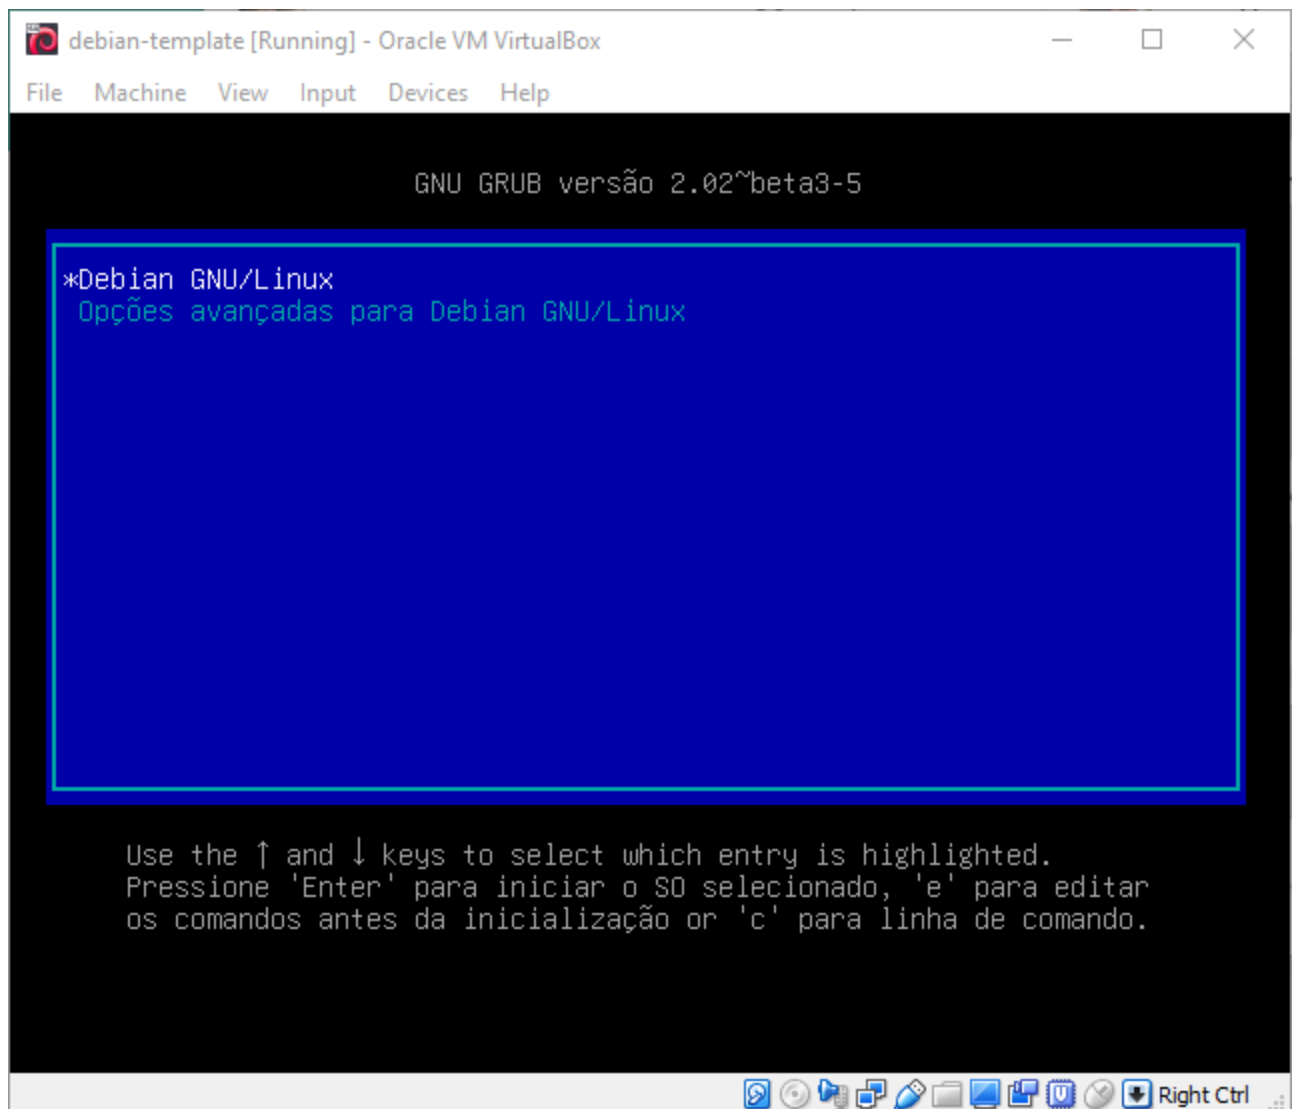 debian-template [Running] - Oracle VM VirtualBox
File Machine View Input Devices Help
GNU GRUB versão 2.02~beta3-5
*Debian GNU/Linux
Opções avançadas para Debian GNU/Linux
Use the ↑ and ↓ keys to select which entry is highlighted.
Pressione 'Enter' para iniciar o SO selecionado, 'e' para editar
os comandos antes da inicialização or 'c' para linha de comando.
Right Ctrl